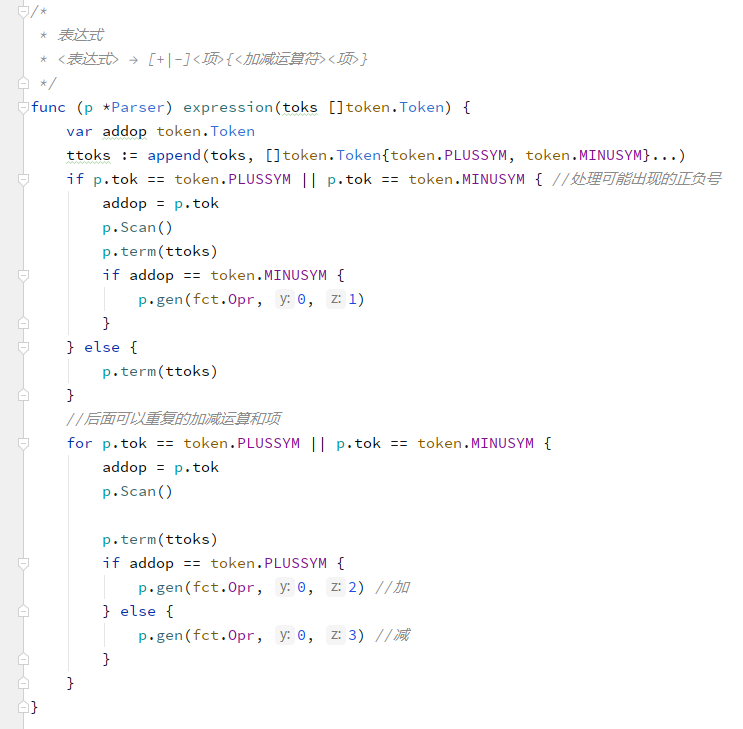 /*
 * 表达式
 * <表达式> → [+|-]<项>{<加减运算符><项>}
 */
func (p *Parser) expression(toks []token.Token) {
    var addop token.Token
    ttoks := append(toks, []token.Token{token.PLUSSYM, token.MINUSYM}...)
    if p.tok == token.PLUSSYM || p.tok == token.MINUSYM { //处理可能出现的正负号
        addop = p.tok
        p.Scan()
        p.term(ttoks)
        if addop == token.MINUSYM {
            p.gen(fct.Opr, y: 0, z: 1)
        }
    } else {
        p.term(ttoks)
    }
    //后面可以重复的加减运算和项
    for p.tok == token.PLUSSYM || p.tok == token.MINUSYM {
        addop = p.tok
        p.Scan()

        p.term(ttoks)
        if addop == token.PLUSSYM {
            p.gen(fct.Opr, y: 0, z: 2) //加
        } else {
            p.gen(fct.Opr, y: 0, z: 3) //减
        }
    }
}